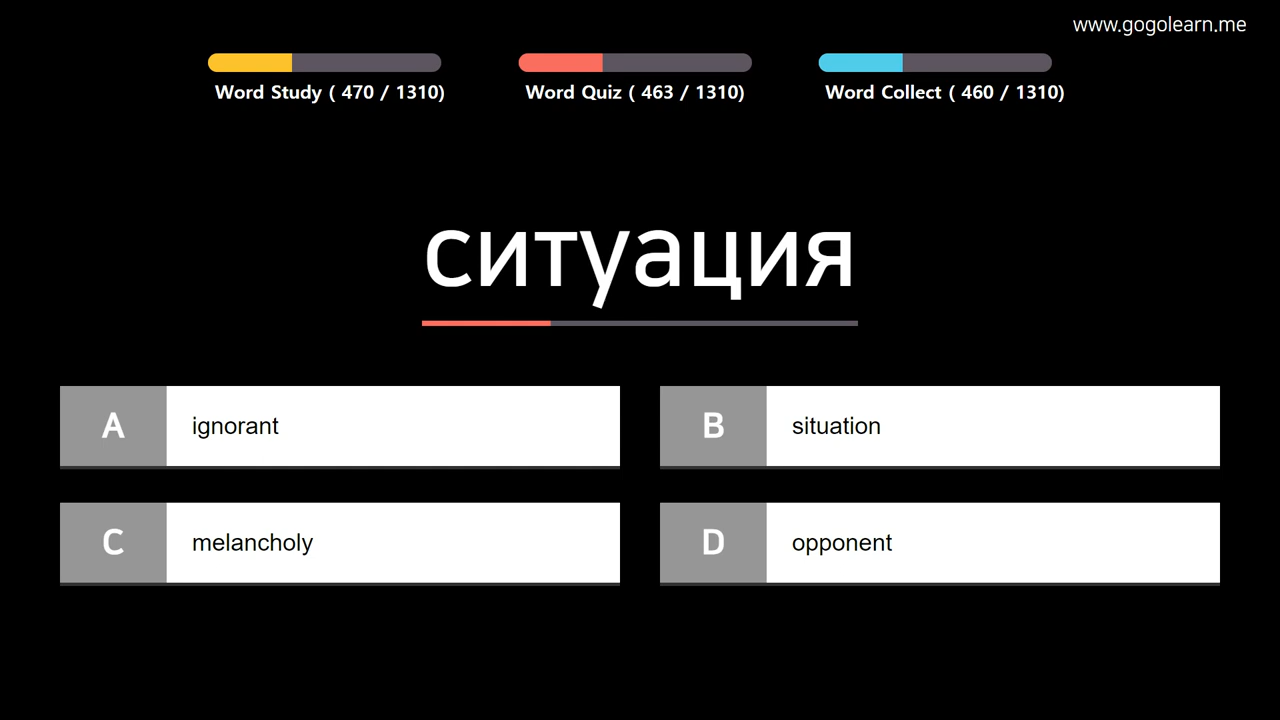 www.gogolearn.me
Word Study ( 470 / 1310)
Word Quiz ( 463 / 1310)
Word Collect ( 460 / 1310)
ситуация
A ignorant
B situation
C melancholy
D opponent